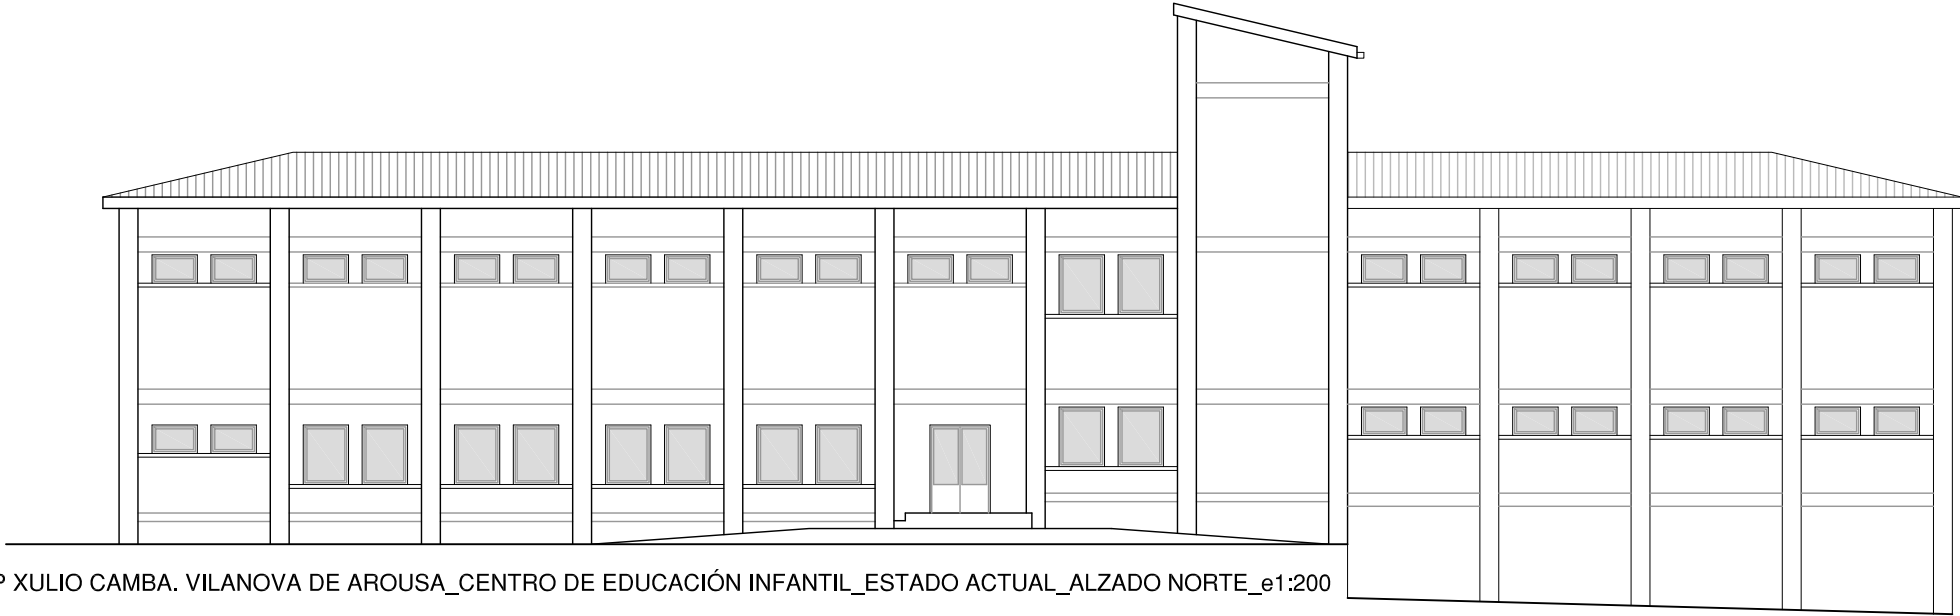 P XULIO CAMBA. VILANOVA DE AROUSA_CENTRO DE EDUCACIÓN INFANTIL_ESTADO ACTUAL_ALZADO NORTE_e1:200